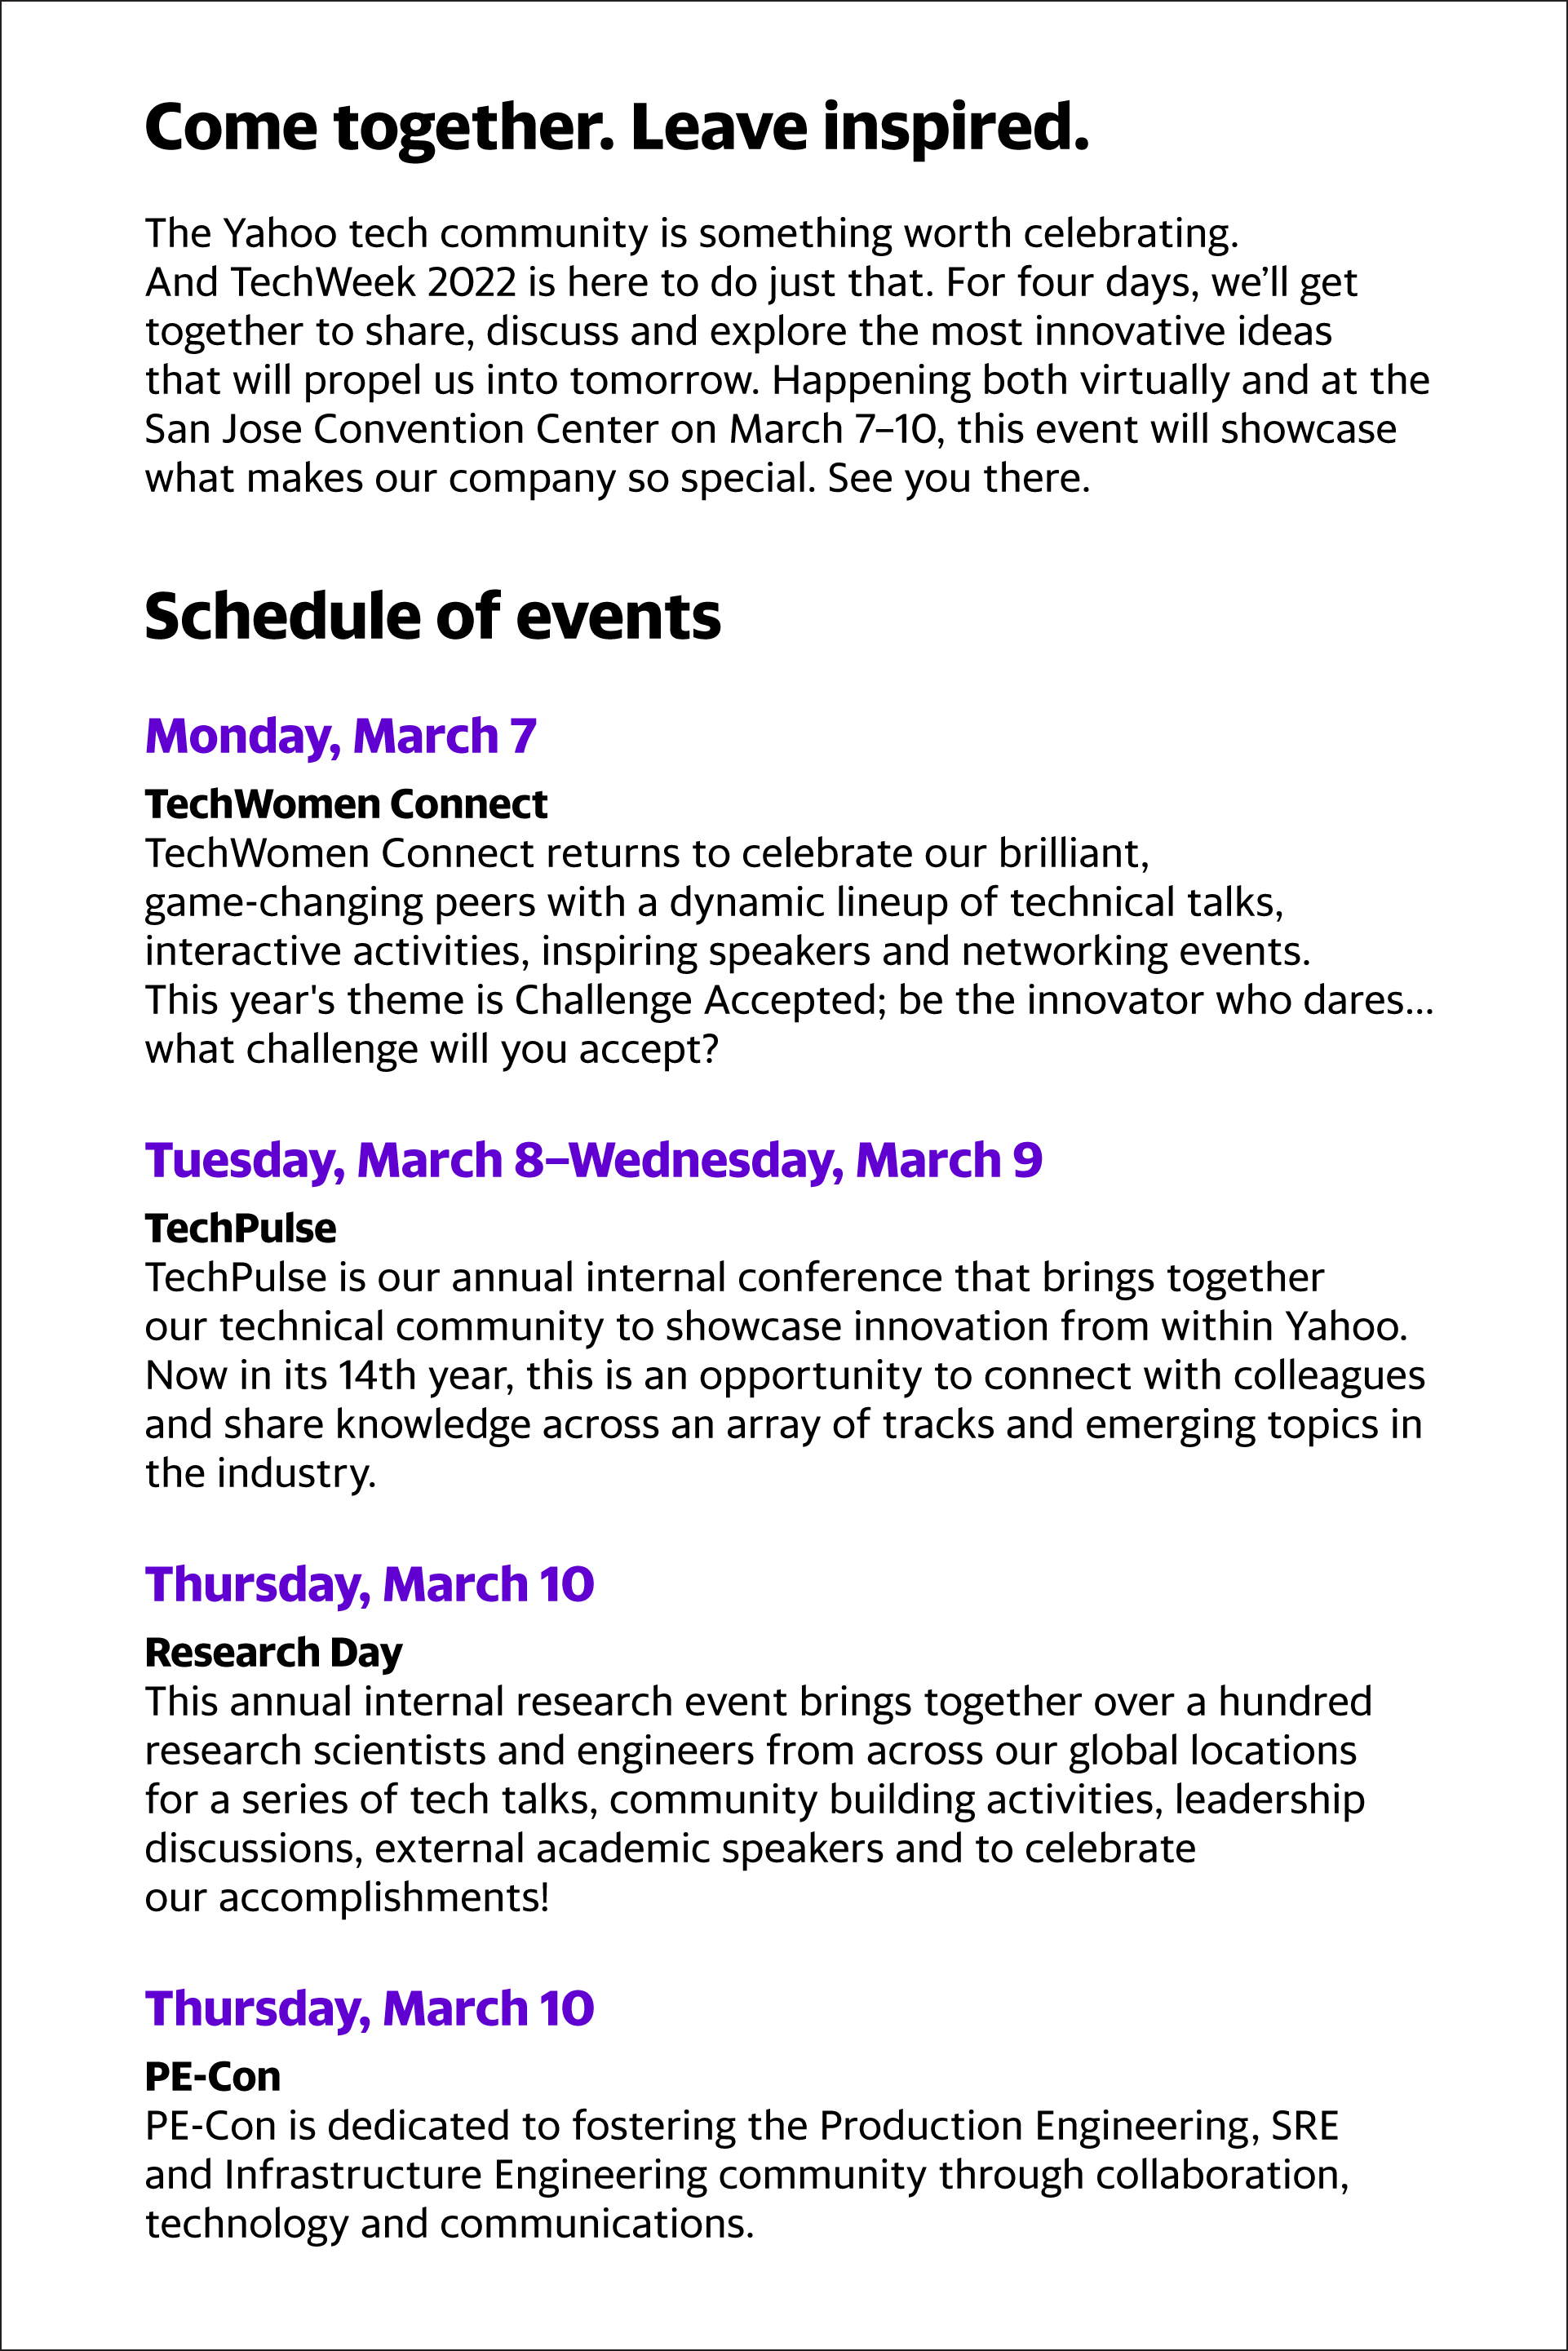 Come together. Leave inspired.
The Yahoo tech community is something worth celebrating.
And TechWeek 2022 is here to do just that. For four days, we’ll get
together to share, discuss and explore the most innovative ideas
that will propel us into tomorrow. Happening both virtually and at the
San Jose Convention Center on March 7–10, this event will showcase
what makes our company so special. See you there.
Schedule of events
Monday, March 7
TechWomen Connect
TechWomen Connect returns to celebrate our brilliant,
game-changing peers with a dynamic lineup of technical talks,
interactive activities, inspiring speakers and networking events.
This year's theme is Challenge Accepted; be the innovator who dares...
what challenge will you accept?
Tuesday, March 8–Wednesday, March 9
TechPulse
TechPulse is our annual internal conference that brings together
our technical community to showcase innovation from within Yahoo.
Now in its 14th year, this is an opportunity to connect with colleagues
and share knowledge across an array of tracks and emerging topics in
the industry.
Thursday, March 10
Research Day
This annual internal research event brings together over a hundred
research scientists and engineers from across our global locations
for a series of tech talks, community building activities, leadership
discussions, external academic speakers and to celebrate
our accomplishments!
Thursday, March 10
PE-Con
PE-Con is dedicated to fostering the Production Engineering, SRE
and Infrastructure Engineering community through collaboration,
technology and communications.